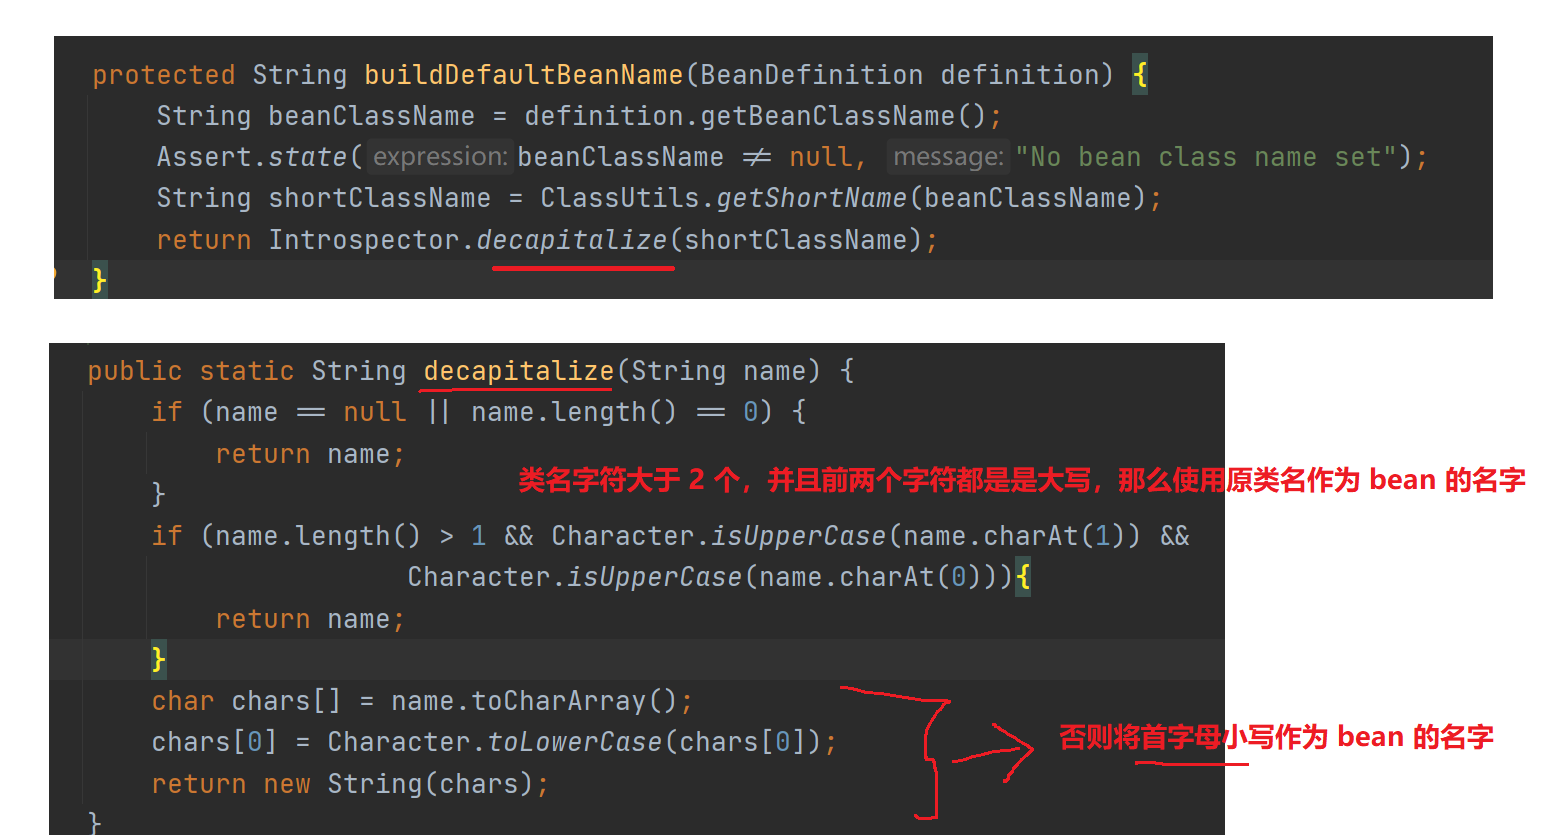 protected String buildDefaultBeanName(BeanDefinition definition) {
String beanClassName = definition.getBeanClassName();
Assert.state( expression: beanClassName ≠ null, message: "No bean class name set");
String shortClassName = ClassUtils.getShortName(beanClassName);
return Introspector.decapitalize(shortClassName);
}
public static String decapitalize(String name) {
if (name == null || name.length() == 0) {
return name;
类名字符大于 2 个，并且前两个字符都是是大写，那么使用原类名作为 bean 的名字
}
if (name.length() > 1 && Character.isUpperCase(name.charAt(1)) &&
Character.isUpperCase(name.charAt(0))){
return name;
}
char chars[] = name.toCharArray();
chars[0] = Character.toLowerCase(chars[0]);
否则将首字母小写作为 bean 的名字
return new String(chars);
}